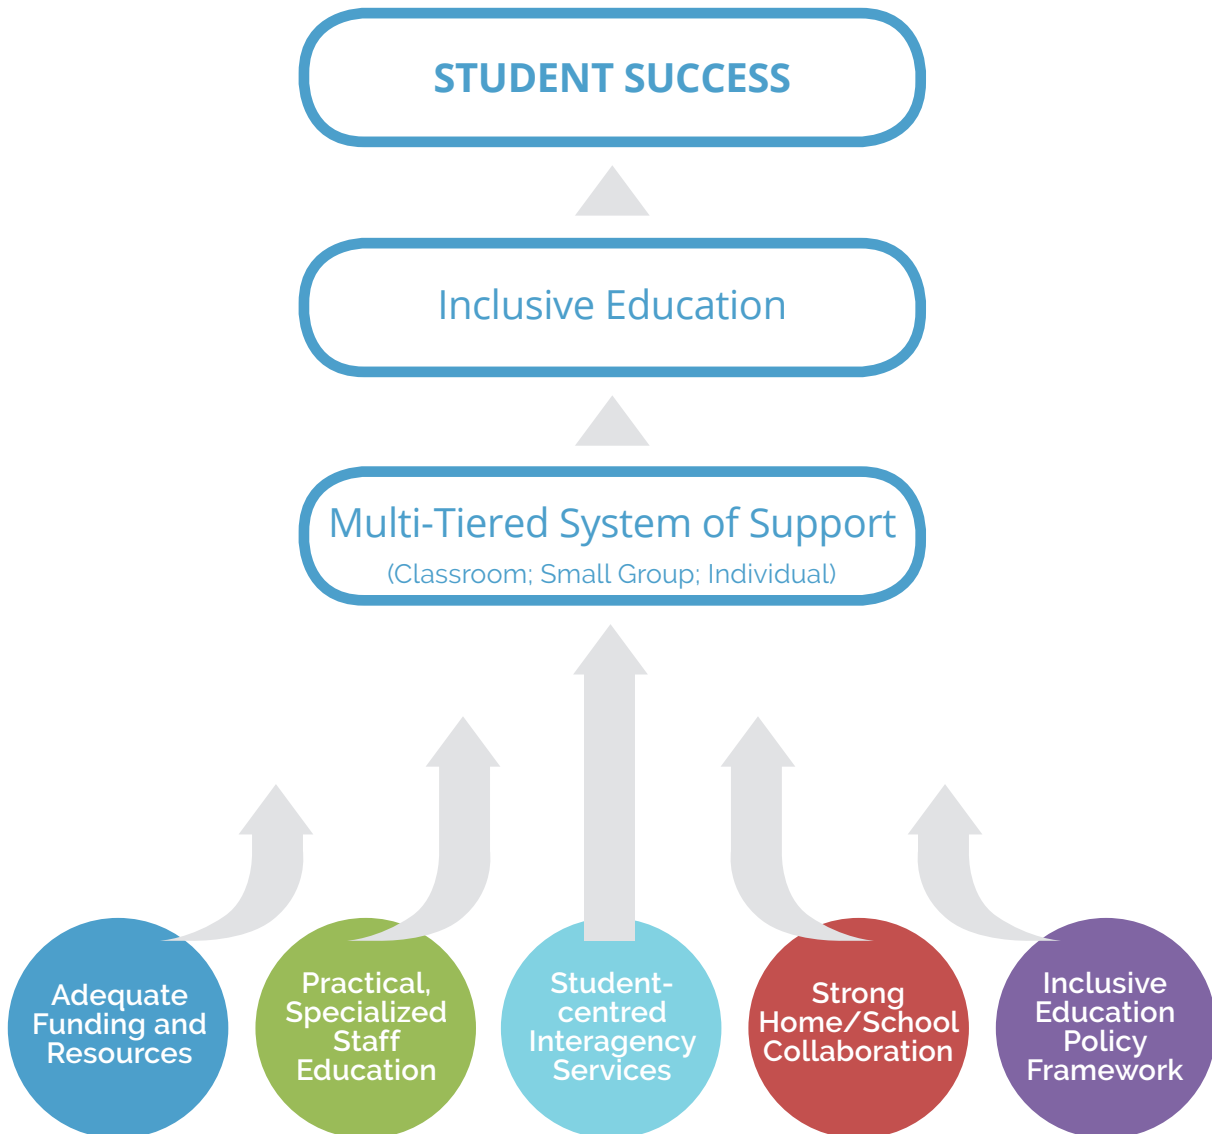 STUDENT SUCCESS
Inclusive Education
Multi-Tiered System of Support
(Classroom; Small Group; Individual)
Adequate
Funding and
Resources
Practical,
Specialized
Staff
Education
Student-
centred
Interagency
Services
Strong
Home/School
Collaboration
Inclusive
Education
Policy
Framework